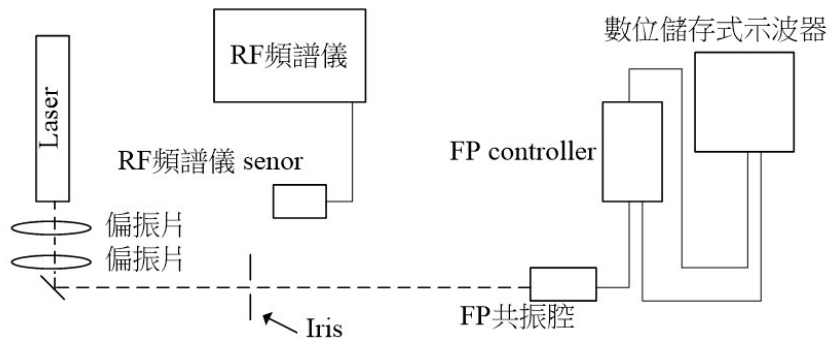 數位儲存式示波器
RF頻譜儀
Laser
RF頻譜儀 senor
FP controller
偏振片
偏振片
FP共振腔
Iris